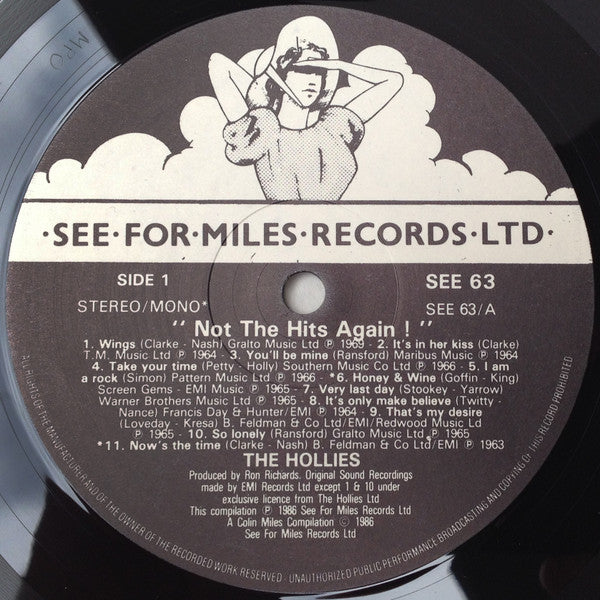 MPO
·SEE·FOR·MILES·RECORDS·LTD·
SIDE 1
SEE 63
STEREO/MONO*
SEE 63/A
" Not The Hits Again ! "
1. Wings (Clarke - Nash) Gralto Music Ltd Ⓟ 1969 - 2. It's in her kiss (Clarke)
T.M. Music Ltd Ⓟ 1964 - 3. You'll be mine (Ransford) Maribus Music Ⓟ 1964
4. Take your time (Petty - Holly) Southern Music Co Ltd Ⓟ 1966 - 5. I am
a rock (Simon) Pattern Music Ltd Ⓟ 1966 - *6. Honey & Wine (Goffin - King)
Screen Gems - EMI Music Ⓟ 1965 - 7. Very last day (Stookey - Yarrow)
Warner Brothers Music Ⓟ 1965 - 8. It's only make believe (Twitty -
Nance) Francis Day & Hunter/EMI Ⓟ 1964 - 9. That's my desire
(Loveday - Kresa) B. Feldman & Co Ltd/EMI/Redwood Music Ld
Ⓟ 1965 - 10. So lonely (Ransford) Gralto Music Ltd Ⓟ 1965
*11. Now's the time (Clarke - Nash) B. Feldman & Co Ltd/EMI Ⓟ 1963
THE HOLLIES
Produced by Ron Richards. Original Sound Recordings
made by EMI Records Ltd except 1 & 10 under
exclusive licence from The Hollies Ltd
This compilation Ⓟ 1986 See For Miles Records Ltd
A Colin Miles Compilation © 1986
See For Miles Records Ltd
ALL RIGHTS OF THE MANUFACTURER AND OF THE OWNER OF THE RECORDED WORK RESERVED - UNAUTHORIZED PUBLIC PERFORMANCE BROADCASTING AND COPYING OF THIS RECORD PROHIBITED